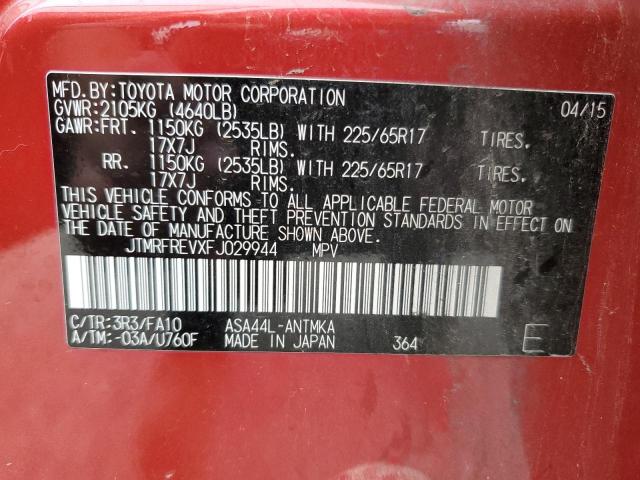 MFD.BY:TOYOTA MOTOR CORPORATION 04/15
GVWR:2105KG (4640LB)
GAWR:FRT. 1150KG (2535LB) WITH 225/65R17 TIRES.
17X7J RIMS.
RR. 1150KG (2535LB) WITH 225/65R17 TIRES.
17X7J RIMS.
THIS VEHICLE CONFORMS TO ALL APPLICABLE FEDERAL MOTOR
VEHICLE SAFETY AND THEFT PREVENTION STANDARDS IN EFFECT ON
THE DATE OF MANUFACTURE SHOWN ABOVE.
JTMRFREVXFJ029944 MPV
C/TR:3R3/FA10 ASA44L-ANTMKA
A/TM:-03A/U760F MADE IN JAPAN 364 E